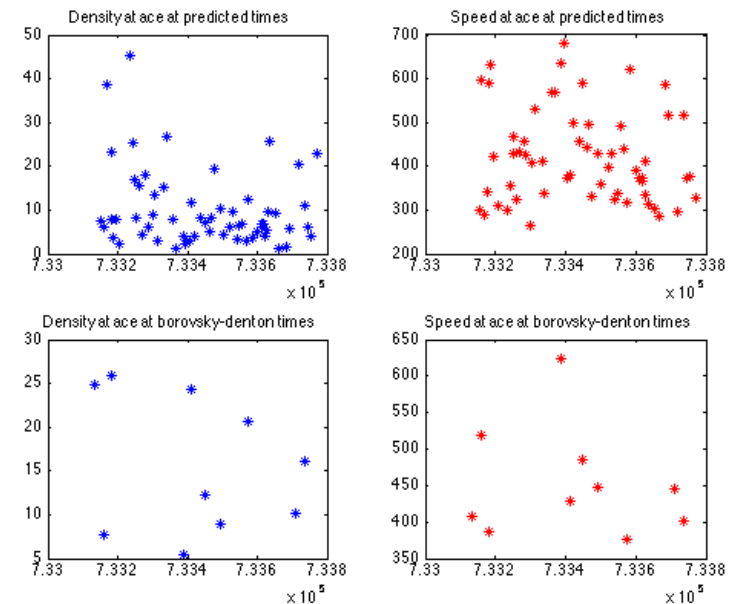 Density at ace at predicted times
50
40
30
20
10
0
7.33 7.332 7.334 7.336 7.338
x 10^5
Speed at ace at predicted times
700
600
500
400
300
200
7.33 7.332 7.334 7.336 7.338
x 10^5
Density at ace at borovsky-denton times
30
25
20
15
10
5
7.33 7.332 7.334 7.336 7.338
x 10^5
Speed at ace at borovsky-denton times
650
600
550
500
450
400
350
7.33 7.332 7.334 7.336 7.338
x 10^5